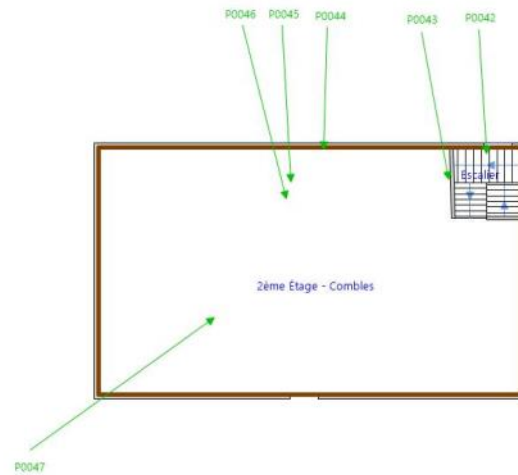 P0046
P0045
P0044
P0043
P0042
Escalier
2ème Étage - Combles
P0047